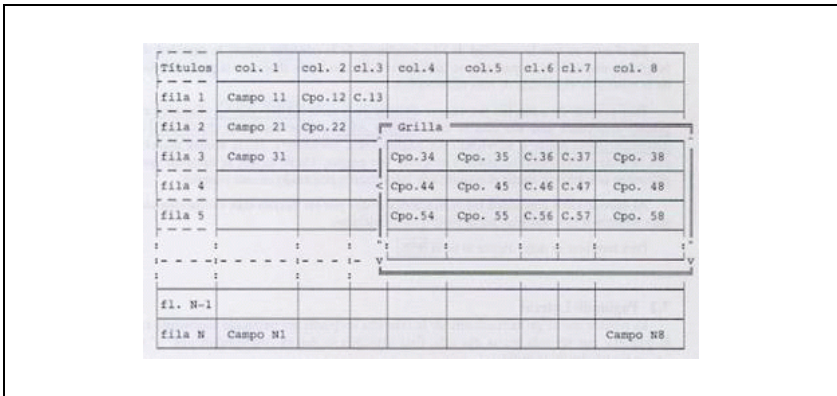 Títulos col. 1 col. 2 cl.3 col.4 col.5 cl.6 cl.7 col. 8
fila 1 Campo 11 Cpo.12 C.13
fila 2 Campo 21 Cpo.22 Grilla
fila 3 Campo 31 Cpo.34 Cpo. 35 C.36 C.37 Cpo. 38
fila 4 < Cpo.44 Cpo. 45 C.46 C.47 Cpo. 48
fila 5 Cpo.54 Cpo. 55 C.56 C.57 Cpo. 58
fl. N-1
fila N Campo N1 Campo N8